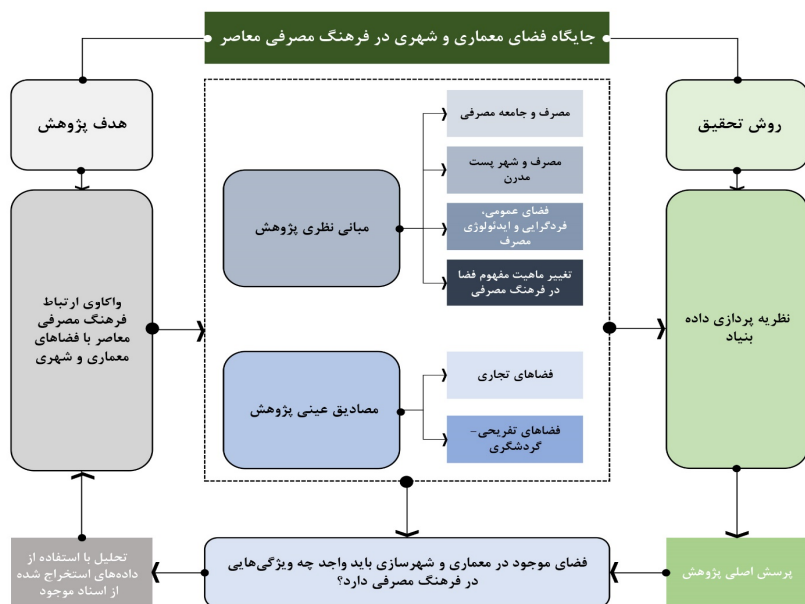 جایگاه فضای معماری و شهری در فرهنگ مصرفی معاصر
روش تحقیق
نظریه پردازی داده
بنیاد
پرسش اصلی پژوهش
هدف پژوهش
واکاوی ارتباط
فرهنگ مصرفی
معاصر با فضاهای
معماری و شهری
مبانی نظری پژوهش
مصرف و جامعه مصرفی
مصرف و شهر پست
مدرن
فضای عمومی،
فردگرایی و ایدئولوژی
مصرف
تغییر ماهیت مفهوم فضا
در فرهنگ مصرفی
مصادیق عینی پژوهش
فضاهای تجاری
فضاهای تفریحی-
گردشگری
فضای موجود در معماری و شهرسازی باید واجد چه ویژگی‌هایی
در فرهنگ مصرفی دارد؟
تحلیل با استفاده از
داده‌های استخراج شده
از اسناد موجود